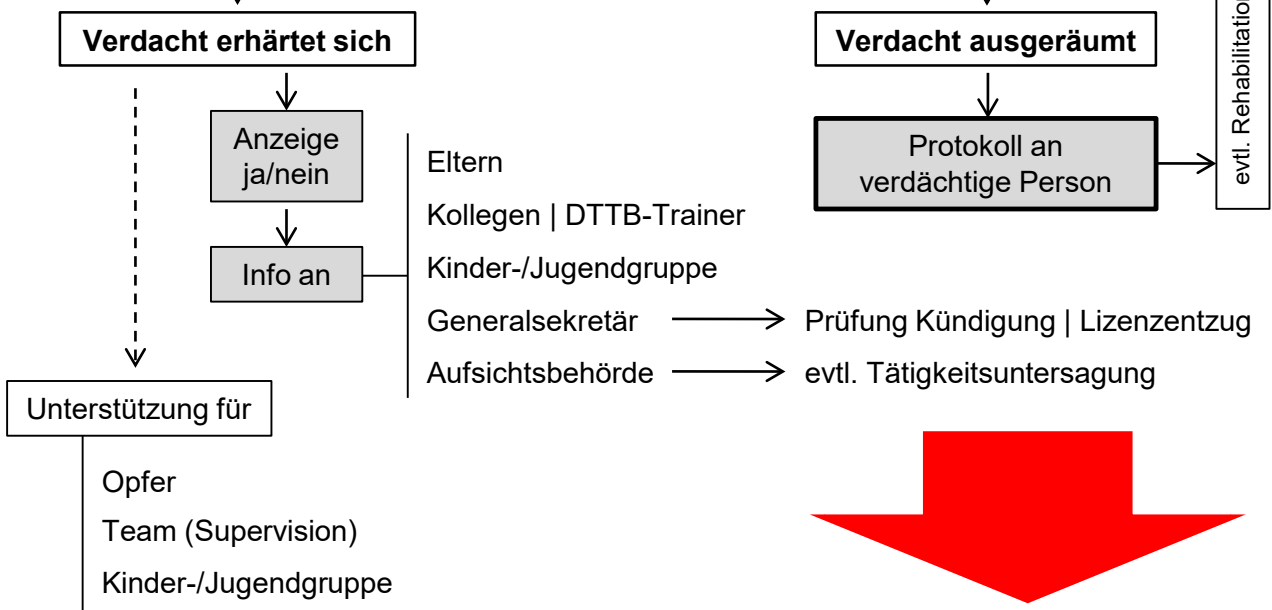 Verdacht erhärtet sich
Anzeige
ja/nein
Info an
Eltern
Kollegen | DTTB-Trainer
Kinder-/Jugendgruppe
Generalsekretär
Prüfung Kündigung | Lizenzentzug
Aufsichtsbehörde
evtl. Tätigkeitsuntersagung
Unterstützung für
Opfer
Team (Supervision)
Kinder-/Jugendgruppe
Verdacht ausgeräumt
Protokoll an
verdächtige Person
evtl. Rehabilitation